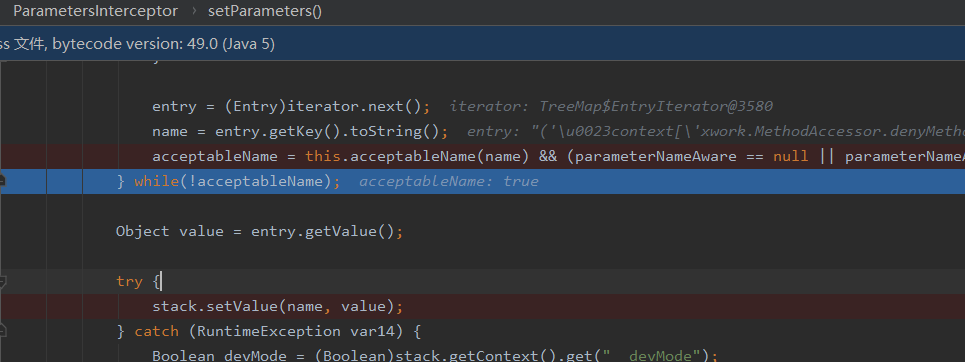 ParametersInterceptor › setParameters()
ss 文件, bytecode version: 49.0 (Java 5)
entry = (Entry)iterator.next(); iterator: TreeMap$EntryIterator@3580
name = entry.getKey().toString(); entry: "('\u0023context[\'xwork.MethodAccessor.denyMetho
acceptableName = this.acceptableName(name) && (parameterNameAware == null || parameterNameA
} while(!acceptableName); acceptableName: true
Object value = entry.getValue();
try {
stack.setValue(name, value);
} catch (RuntimeException var14) {
Boolean devMode = (Boolean)stack.getContext().get("__devMode");